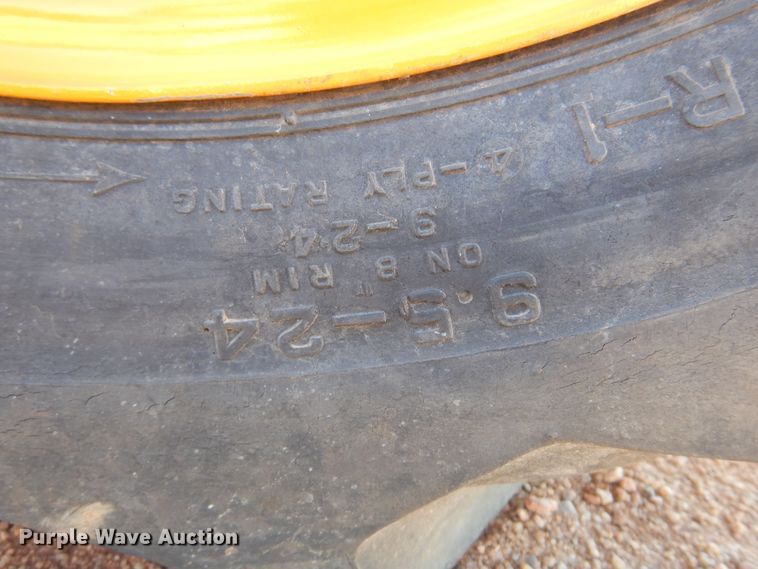 9.5-24
ON 8" RIM
9-24
4-PLY RATING
R-1
Purple Wave Auction